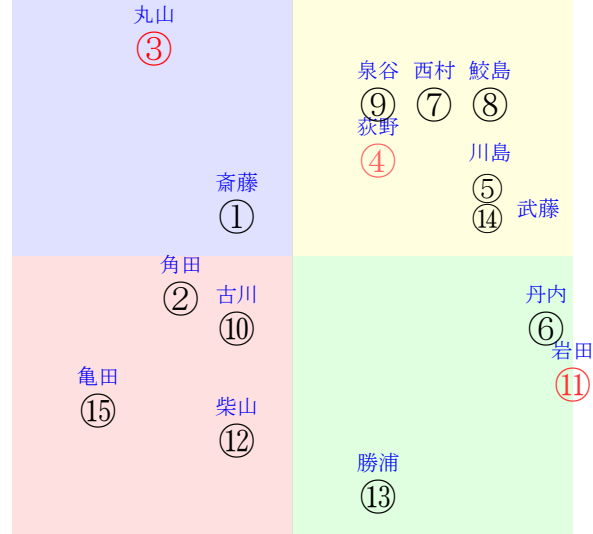 丸山
③
泉谷 西村 鮫島
⑨ ⑦ ⑧
荻野
④
川島
⑤
⑭ 武藤
斎藤
①
角田
②
古川
⑩
丹内
⑥
岩田
⑪
亀田
⑮
柴山
⑫
勝浦
⑬